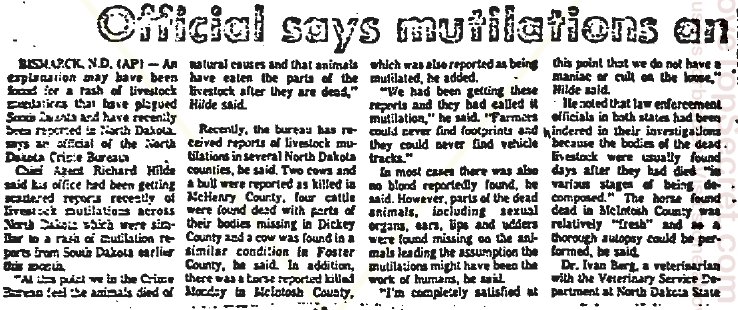 Official says mutilations an
BISMARCK, N.D. (AP) — An
explanation may have been
found for a rash of livestock
mutilations that have plagued
South Dakota and have recently
been reported in North Dakota,
says an official of the North
Dakota Crime Bureau.
Chief Agent Richard Hilde
said his office had been getting
scattered reports recently of
livestock mutilations across
North Dakota which were sim-
ilar to a rash of mutilation re-
ports from South Dakota earlier
this month.
"At this point we in the Crime
Bureau feel the animals died of
natural causes and that animals
have eaten the parts of the
livestock after they are dead,"
Hilde said.
Recently, the bureau has re-
ceived reports of livestock mu-
tilations in several North Dakota
counties, he said. Two cows and
a bull were reported as killed in
McHenry County, four cattle
were found dead with parts of
their bodies missing in Dickey
County and a cow was found in a
similar condition in Foster
County, he said. In addition,
there was a horse reported killed
Monday in McIntosh County,
which was also reported as being
mutilated, he added.
"We had been getting these
reports and they had called it
mutilation," he said. "Farmers
could never find footprints and
they could never find vehicle
tracks."
In most cases there was also
no blood reportedly found, he
said. However, parts of the dead
animals, including sexual
organs, ears, lips and udders
were found missing on the ani-
mals leading the assumption the
mutilations might have been the
work of humans, he said.
"I'm completely satisfied at
this point that we do not have a
maniac or cult on the loose,"
Hilde said.
He noted that law enforcement
officials in both states had been
hindered in their investigations
because the bodies of the dead
livestock were usually found
days after they had died "in
various stages of being de-
composed." The horse found
dead in McIntosh County was
relatively "fresh" and so a
thorough autopsy could be per-
formed, he said.
Dr. Ivan Berg, a veterinarian
with the Veterinary Service De-
partment at North Dakota State